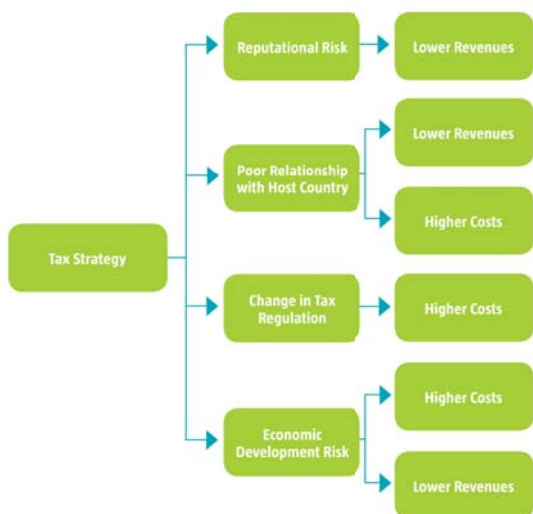 Reputational Risk
Lower Revenues
Lower Revenues
Poor Relationship
with Host Country
Higher Costs
Tax Strategy
Change in Tax
Regulation
Higher Costs
Higher Costs
Economic
Development Risk
Lower Revenues